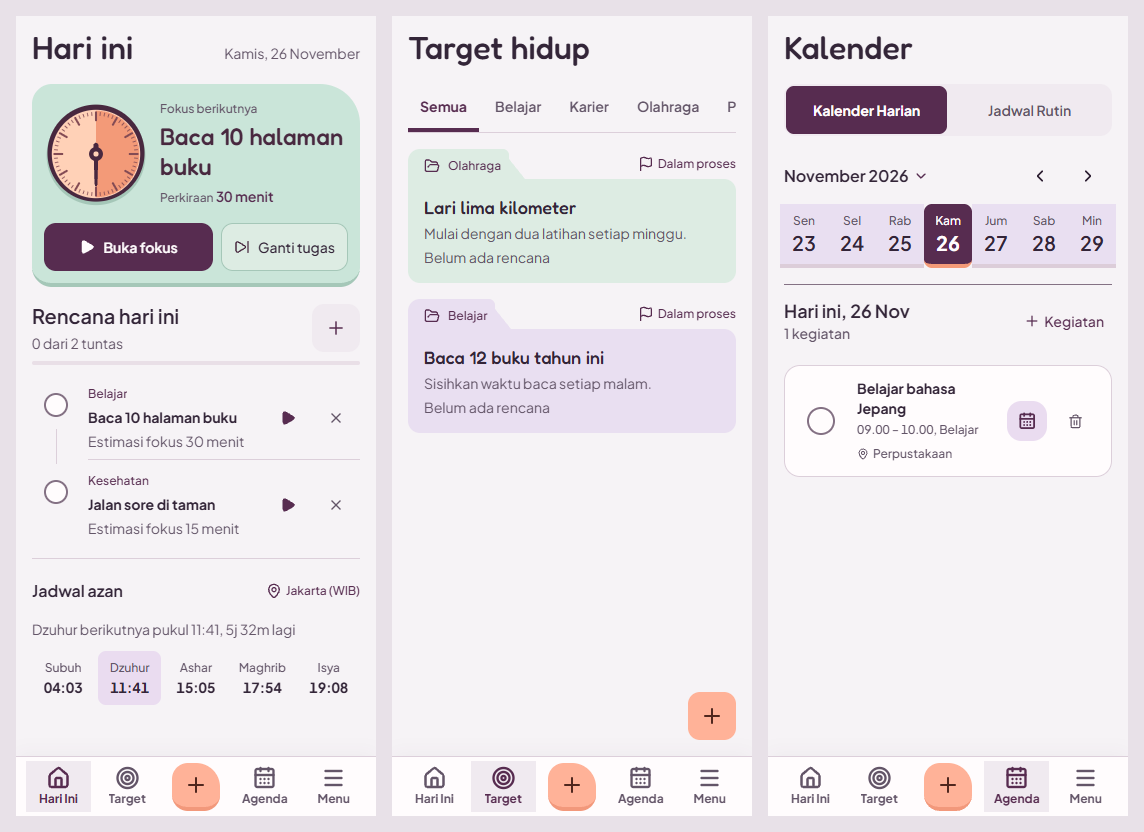 Hari ini
Kamis, 26 November
Fokus berikutnya
Baca 10 halaman
buku
Perkiraan 30 menit
Buka fokus
Ganti tugas
Rencana hari ini
0 dari 2 tuntas
Belajar
Baca 10 halaman buku
Estimasi fokus 30 menit
Kesehatan
Jalan sore di taman
Estimasi fokus 15 menit
Jadwal azan
Jakarta (WIB)
Dzuhur berikutnya pukul 11:41, 5j 32m lagi
Subuh Dzuhur Ashar Maghrib Isya
04:03 11:41 15:05 17:54 19:08
Hari Ini Target Agenda Menu
Target hidup
Semua Belajar Karier Olahraga P
Olahraga
Dalam proses
Lari lima kilometer
Mulai dengan dua latihan setiap minggu.
Belum ada rencana
Belajar
Dalam proses
Baca 12 buku tahun ini
Sisihkan waktu baca setiap malam.
Belum ada rencana
Hari Ini Target Agenda Menu
Kalender
Kalender Harian Jadwal Rutin
November 2026
Sen Sel Rab Kam Jum Sab Min
23 24 25 26 27 28 29
Hari ini, 26 Nov
1 kegiatan
Kegiatan
Belajar bahasa
Jepang
09.00 – 10.00, Belajar
Perpustakaan
Hari Ini Target Agenda Menu